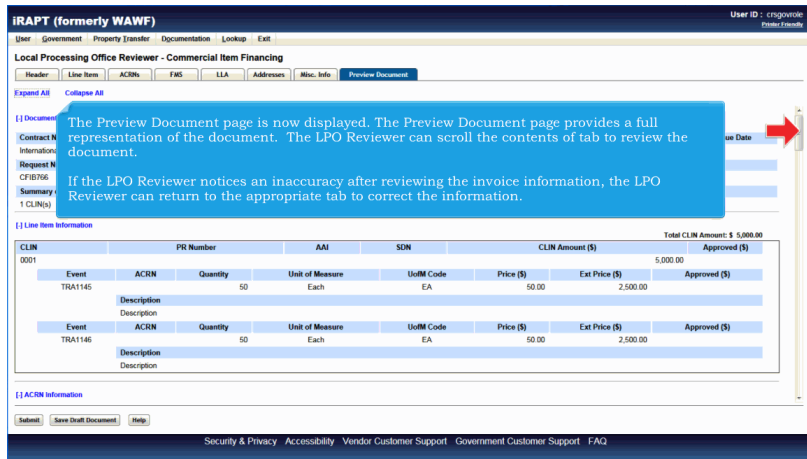 iRAPT (formerly WAWF)
User ID : crsgovrole
Printer Friendly
User Government Property Transfer Documentation Lookup Exit
Local Processing Office Reviewer - Commercial Item Financing
Header Line Item ACRNs FMS LLA Addresses Misc. Info Preview Document
Expand All Collapse All
[-] Document
The Preview Document page is now displayed. The Preview Document page provides a full
representation of the document. The LPO Reviewer can scroll the contents of tab to review the
document.
If the LPO Reviewer notices an inaccuracy after reviewing the invoice information, the LPO
Reviewer can return to the appropriate tab to correct the information.
Contract N
ue Date
Internationa
Request N
CFIB766
Summary
1 CLIN(s)
[-] Line Item Information
Total CLIN Amount: $ 5,000.00
CLIN PR Number AAI SDN CLIN Amount ($) Approved ($)
0001 5,000.00
Event ACRN Quantity Unit of Measure UofM Code Price ($) Ext Price ($) Approved ($)
TRA1145 50 Each EA 50.00 2,500.00
Description
Description
Event ACRN Quantity Unit of Measure UofM Code Price ($) Ext Price ($) Approved ($)
TRA1146 50 Each EA 50.00 2,500.00
Description
Description
[-] ACRN Information
Submit Save Draft Document Help
Security & Privacy Accessibility Vendor Customer Support Government Customer Support FAQ